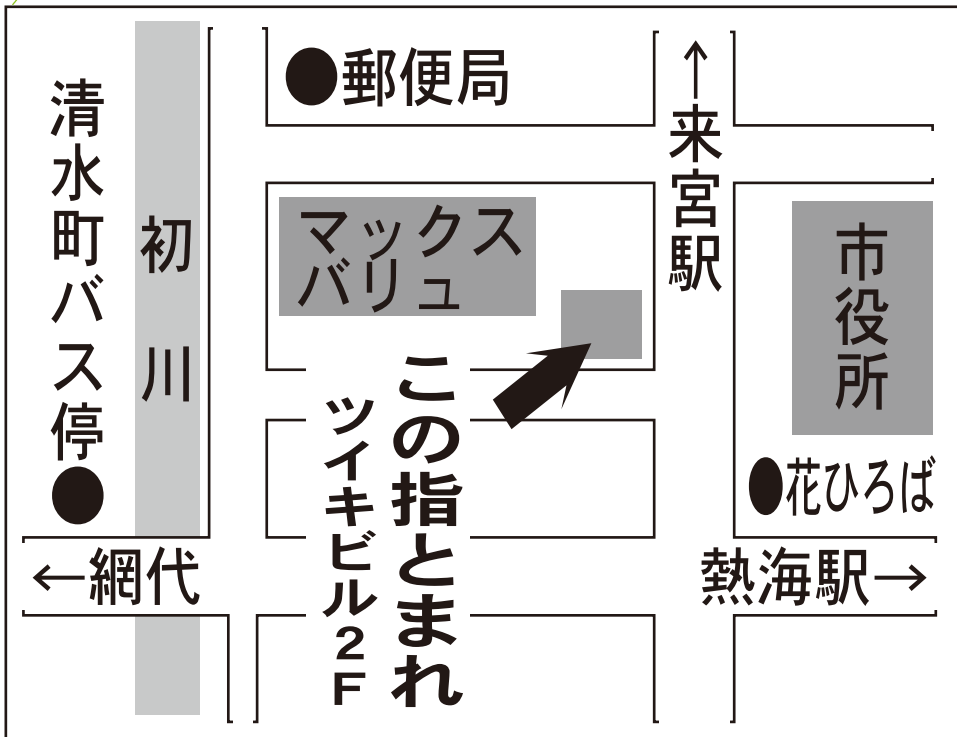 ●郵便局
清水町バス停●
初川
↑来宮駅
マックス
バリュ
市役所
この指とまれ
ツイキビル2F
●花ひろば
←網代
熱海駅→